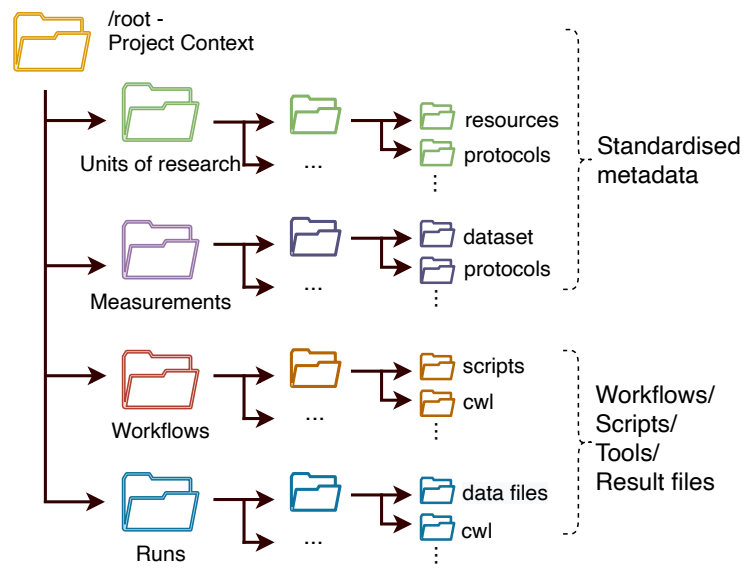 /root -
Project Context
resources
Units of research
...
protocols
...
Standardised
metadata
dataset
Measurements
...
protocols
...
scripts
Workflows
...
cwl
...
Workflows/
Scripts/
Tools/
Result files
data files
Runs
...
cwl
...